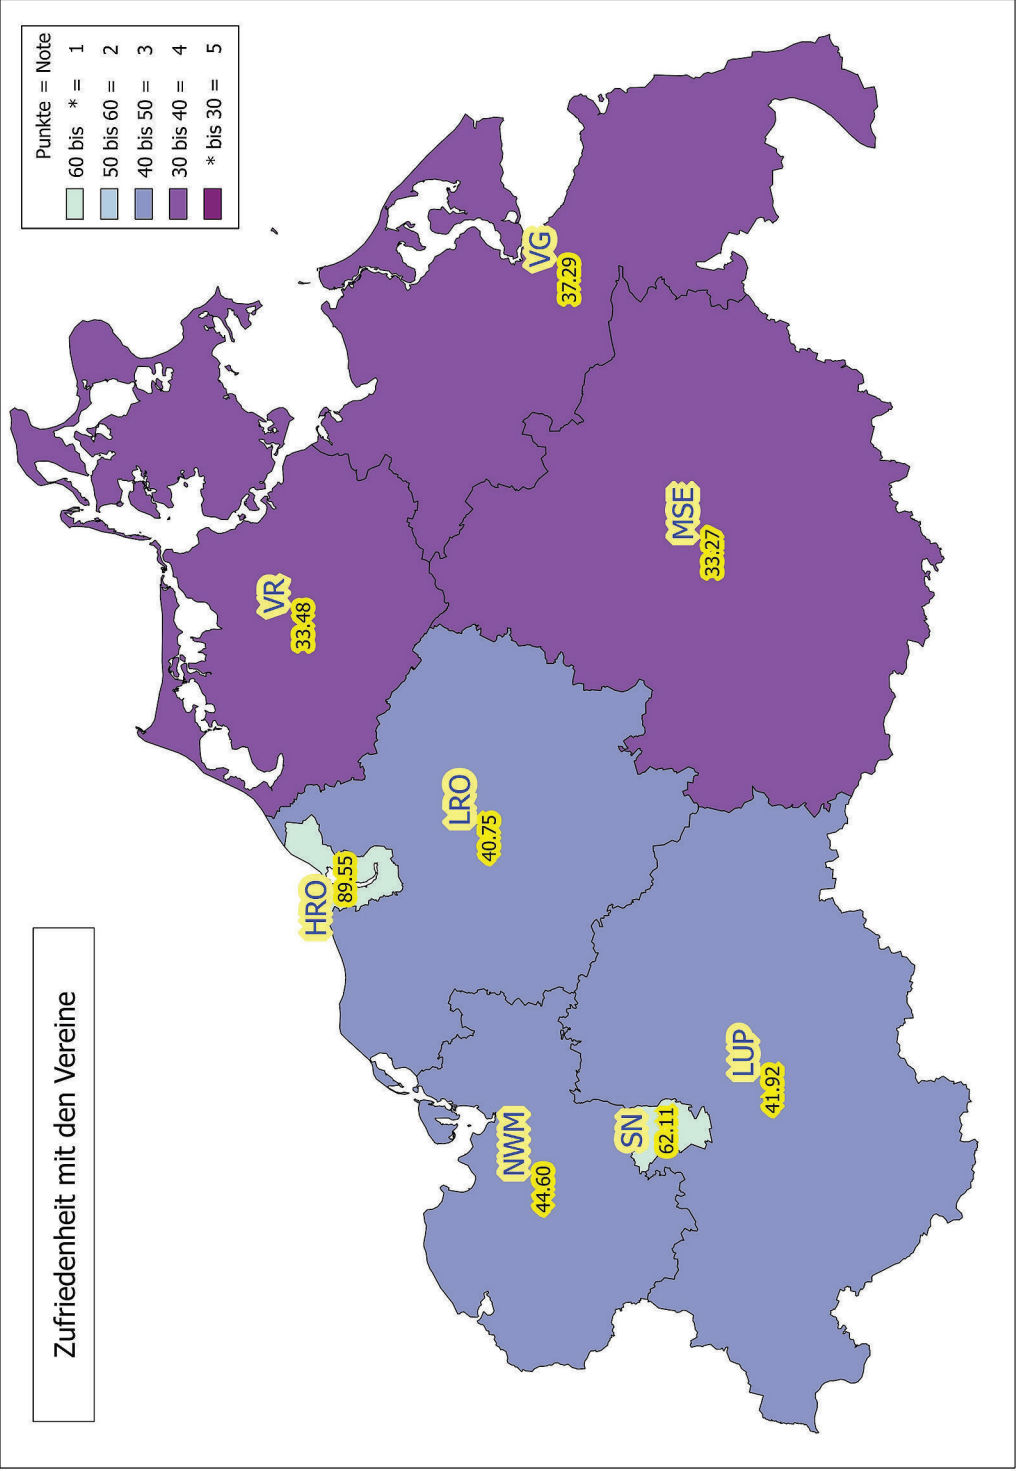 Zufriedenheit mit den Vereine
Punkte = Note
60 bis * = 1
50 bis 60 = 2
40 bis 50 = 3
30 bis 40 = 4
* bis 30 = 5
HRO
89.55
VR
33.48
LRO
40.75
NWM
44.60
VG
37.29
SN
62.11
MSE
33.27
LUP
41.92